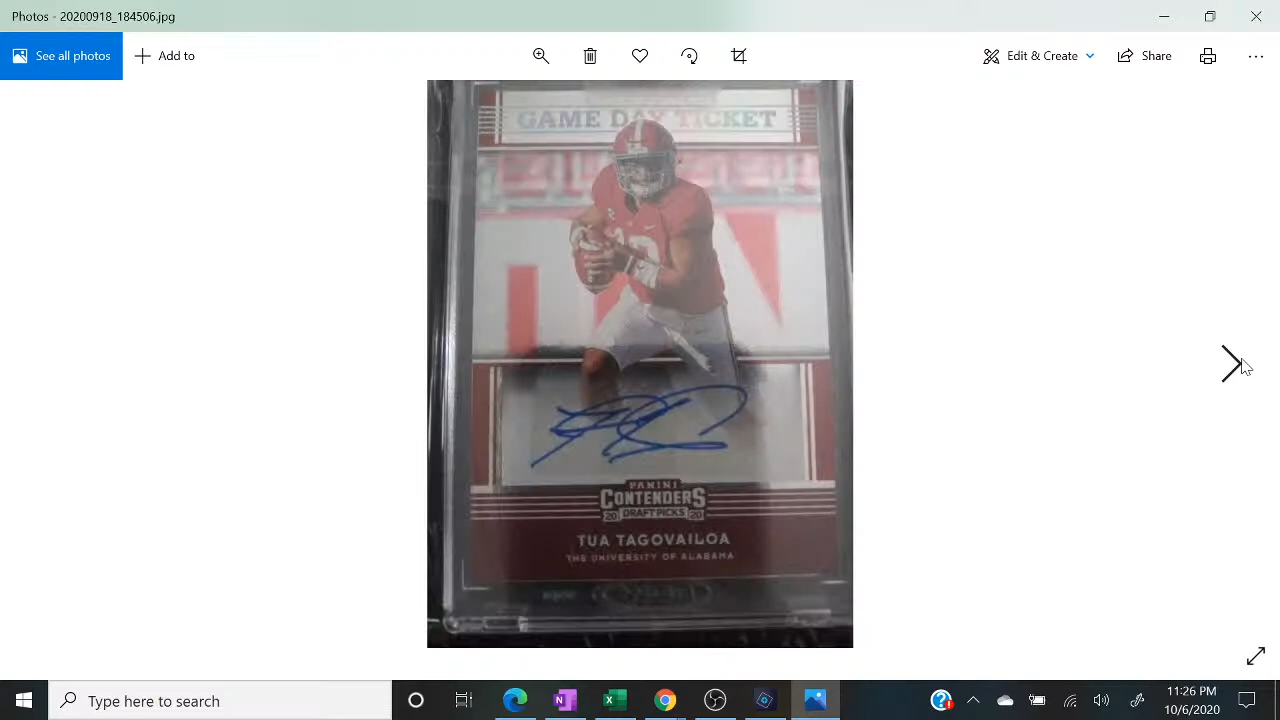 Photos - 20200918_184506.jpg
See all photos
Add to
Edit & Create
Share
GAME DAY TICKET
PANINI
CONTENDERS
20 DRAFT PICKS 20
TUA TAGOVAILOA
THE UNIVERSITY OF ALABAMA
Type here to search
11:26 PM
10/6/2020